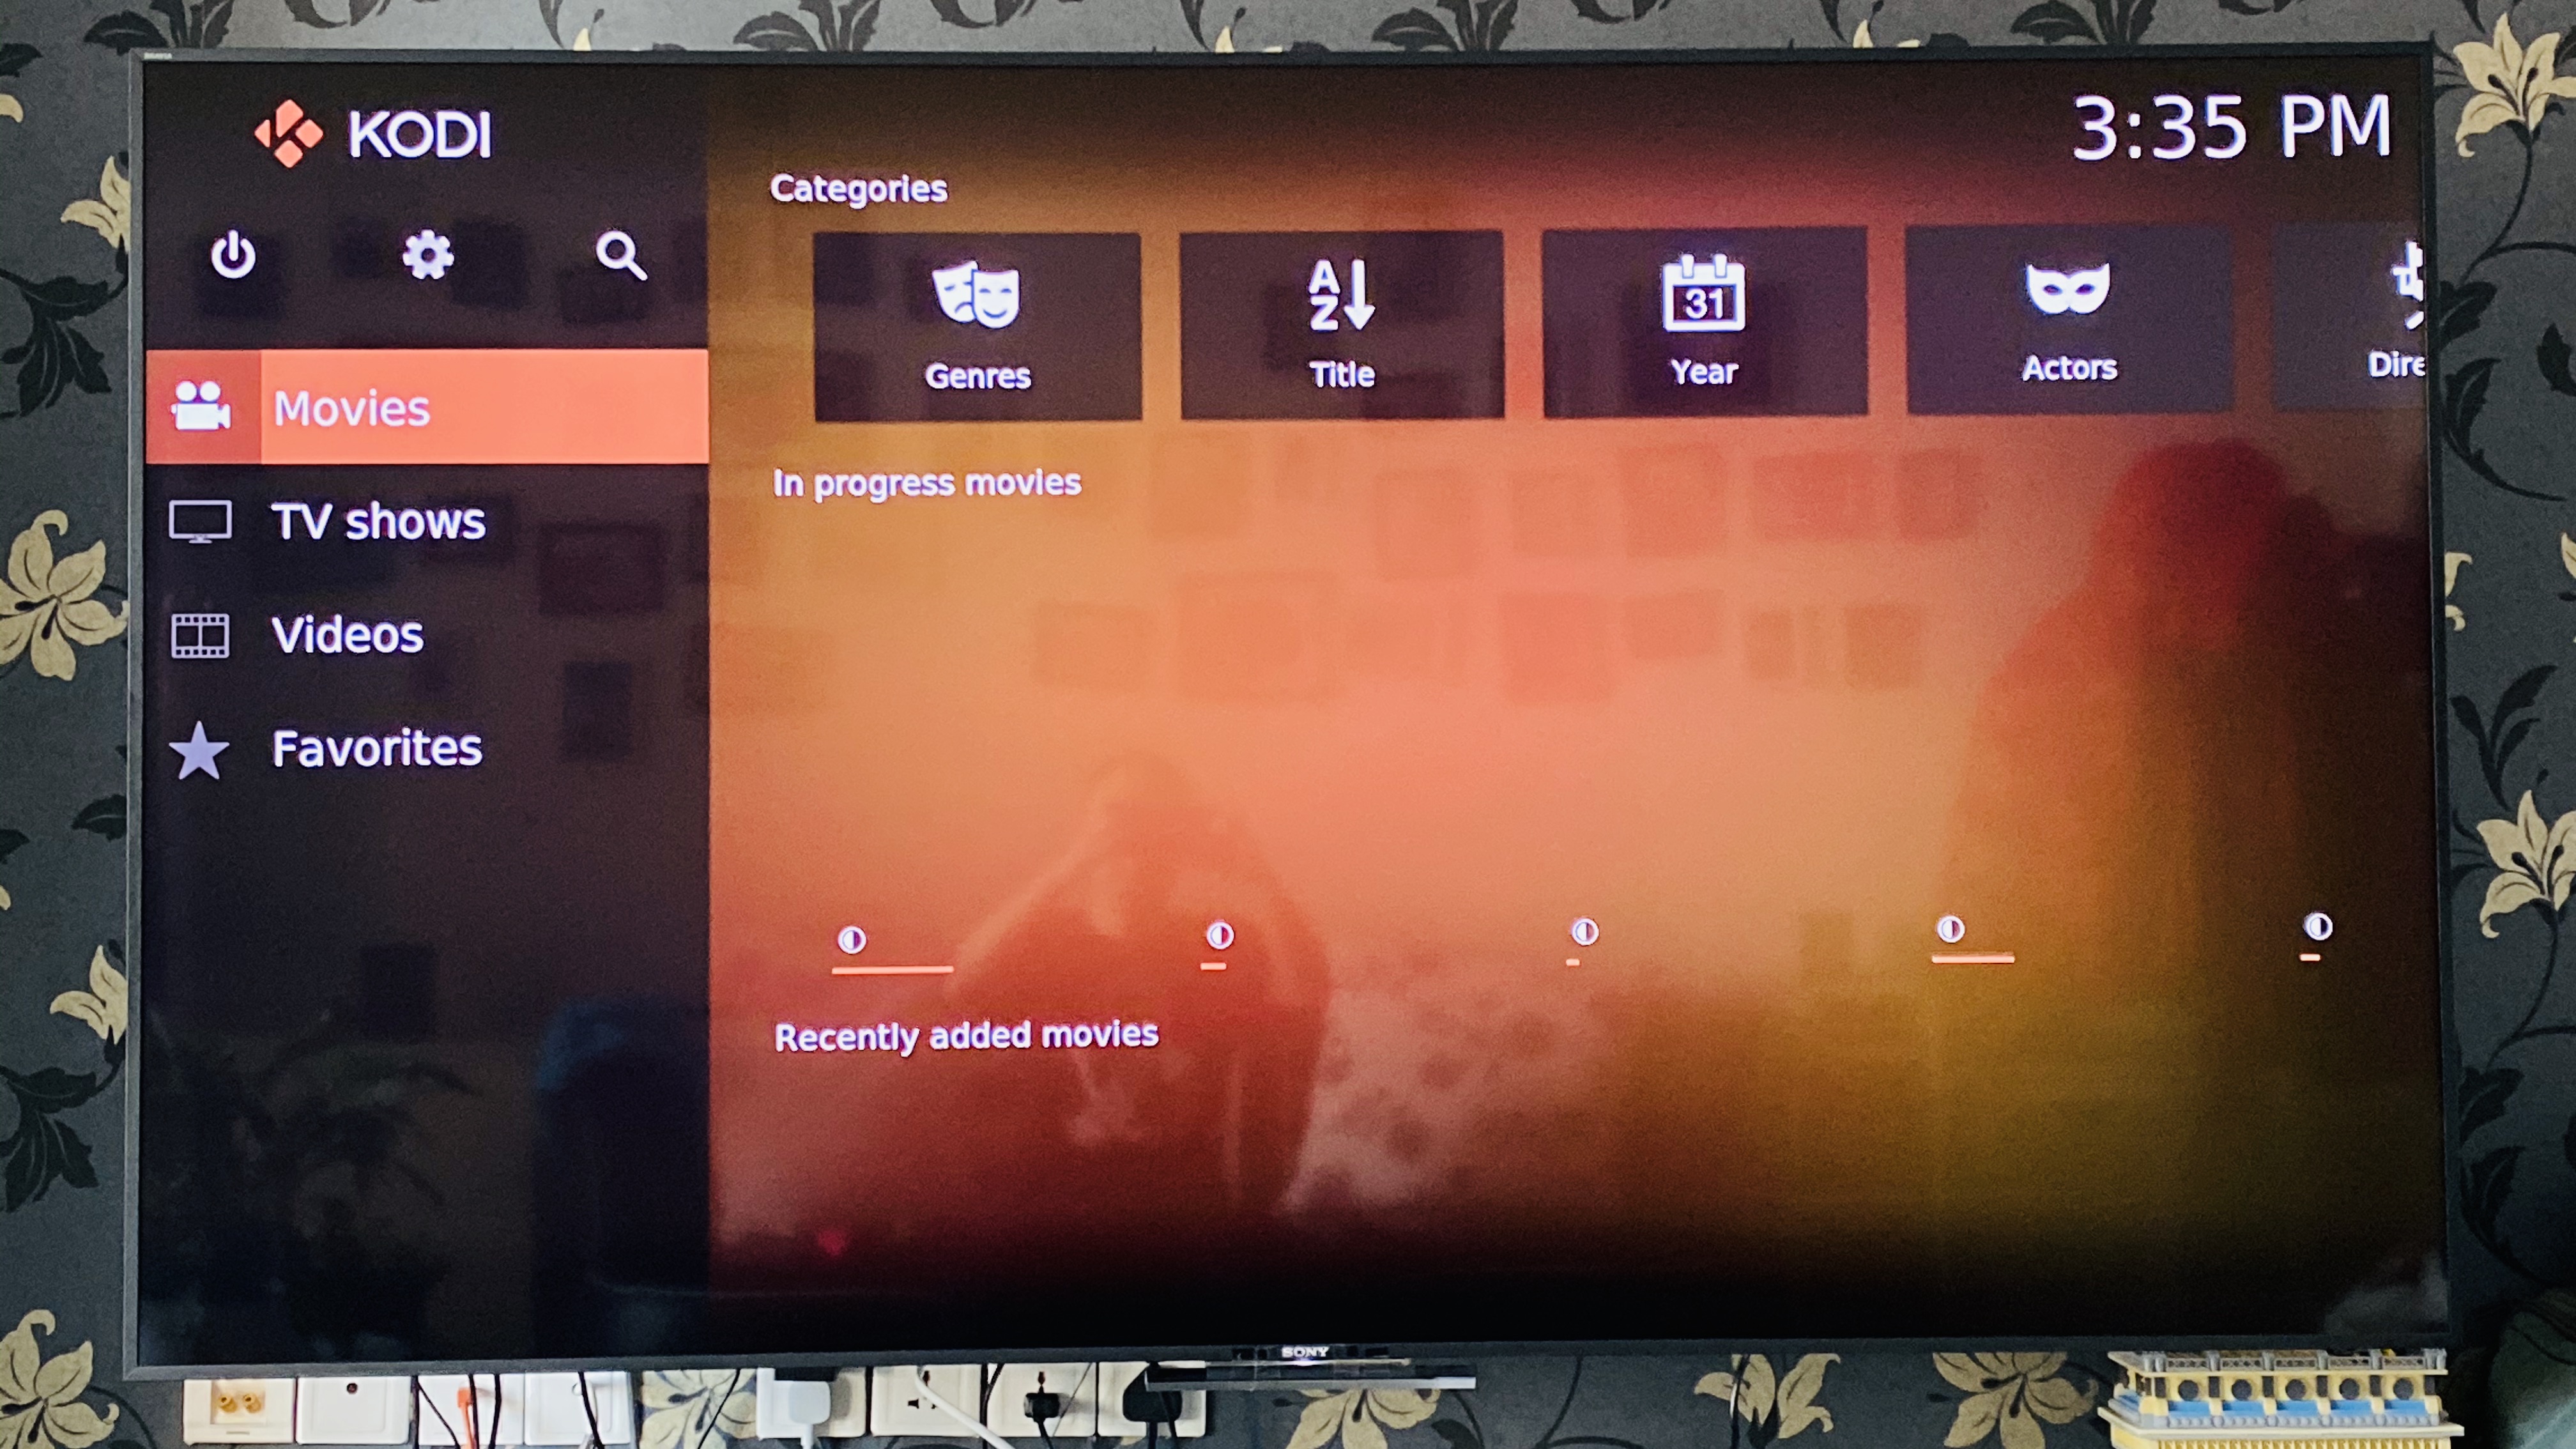 KODI
3:35 PM
Categories
Genres
Title
31
Year
Actors
Dire
Movies
TV shows
Videos
Favorites
In progress movies
Recently added movies
SONY